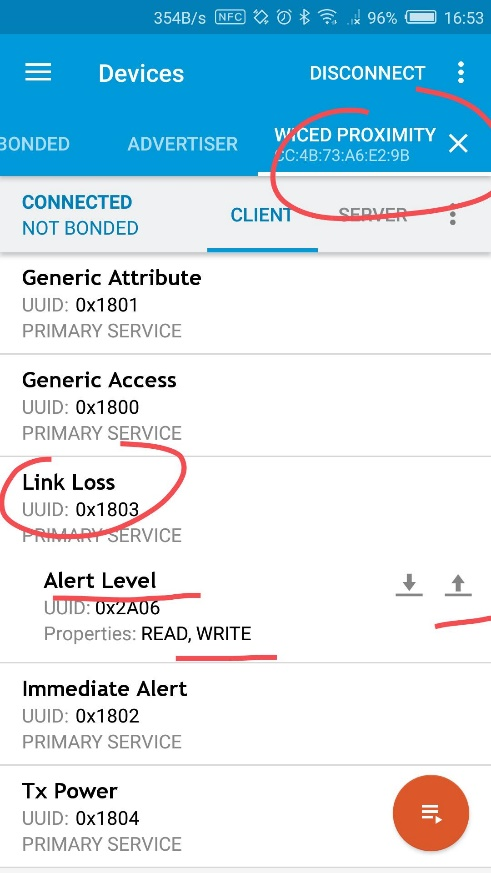 354B/s NFC 96% 16:53
Devices DISCONNECT
BONDED ADVERTISER WICED PROXIMITY
CC:4B:73:A6:E2:9B
CONNECTED
NOT BONDED
CLIENT SERVER
Generic Attribute
UUID: 0x1801
PRIMARY SERVICE
Generic Access
UUID: 0x1800
PRIMARY SERVICE
Link Loss
UUID: 0x1803
PRIMARY SERVICE
Alert Level
UUID: 0x2A06
Properties: READ, WRITE
Immediate Alert
UUID: 0x1802
PRIMARY SERVICE
Tx Power
UUID: 0x1804
PRIMARY SERVICE